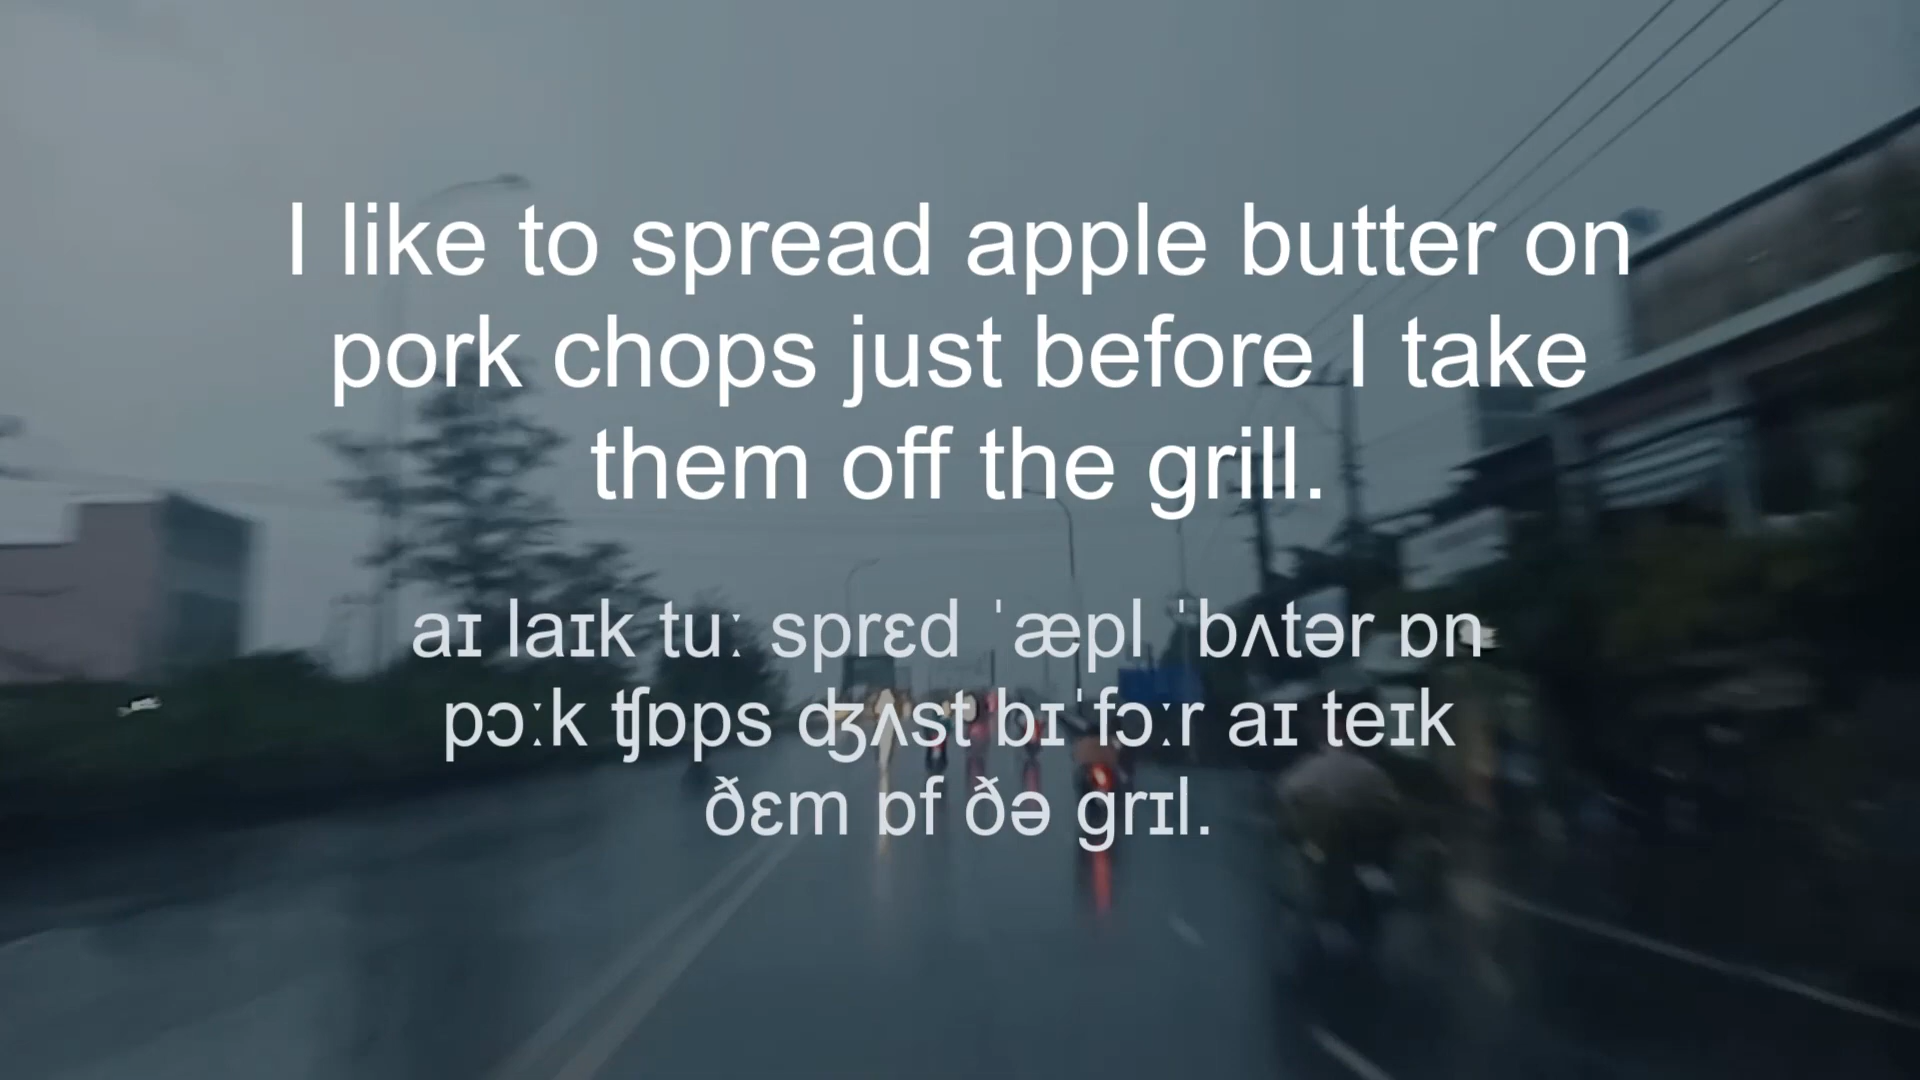 I like to spread apple butter on
pork chops just before I take
them off the grill.
aɪ laɪk tuː sprɛd ˈæpl ˈbʌtər ɒn
pɔːk ʧɒps ʤʌst bɪˈfɔːr aɪ teɪk
ðɛm ɒf ðə grɪl.